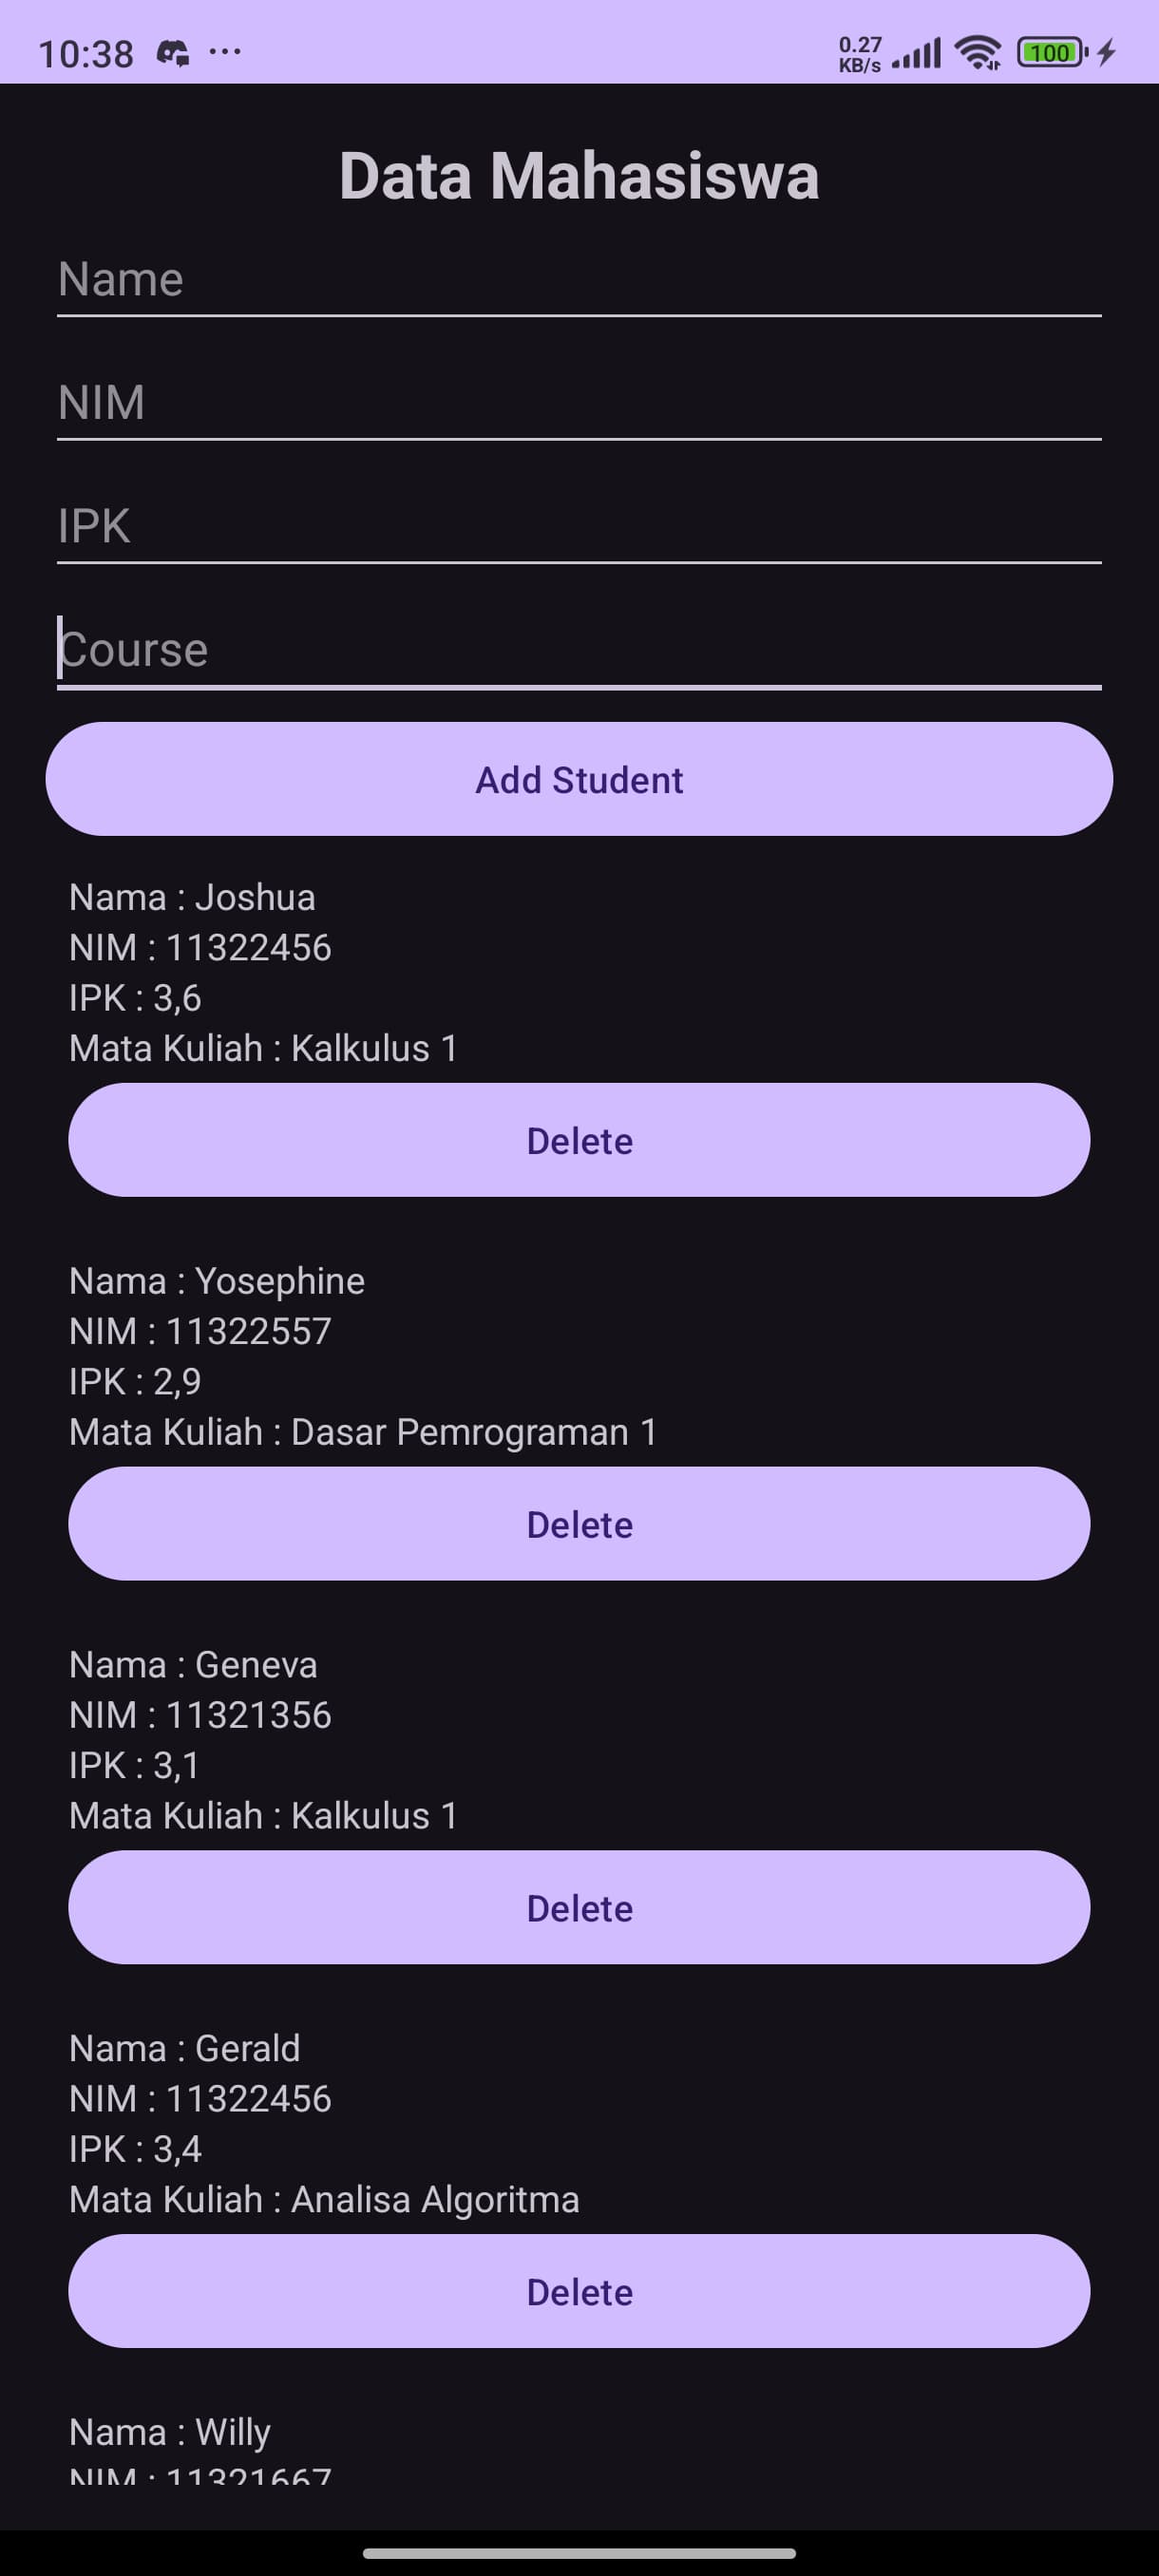 10:38 ... 0.27 KB/s 100
Data Mahasiswa
Name
NIM
IPK
Course
Add Student
Nama : Joshua
NIM : 11322456
IPK : 3,6
Mata Kuliah : Kalkulus 1
Delete
Nama : Yosephine
NIM : 11322557
IPK : 2,9
Mata Kuliah : Dasar Pemrograman 1
Delete
Nama : Geneva
NIM : 11321356
IPK : 3,1
Mata Kuliah : Kalkulus 1
Delete
Nama : Gerald
NIM : 11322456
IPK : 3,4
Mata Kuliah : Analisa Algoritma
Delete
Nama : Willy
NIM : 11321667